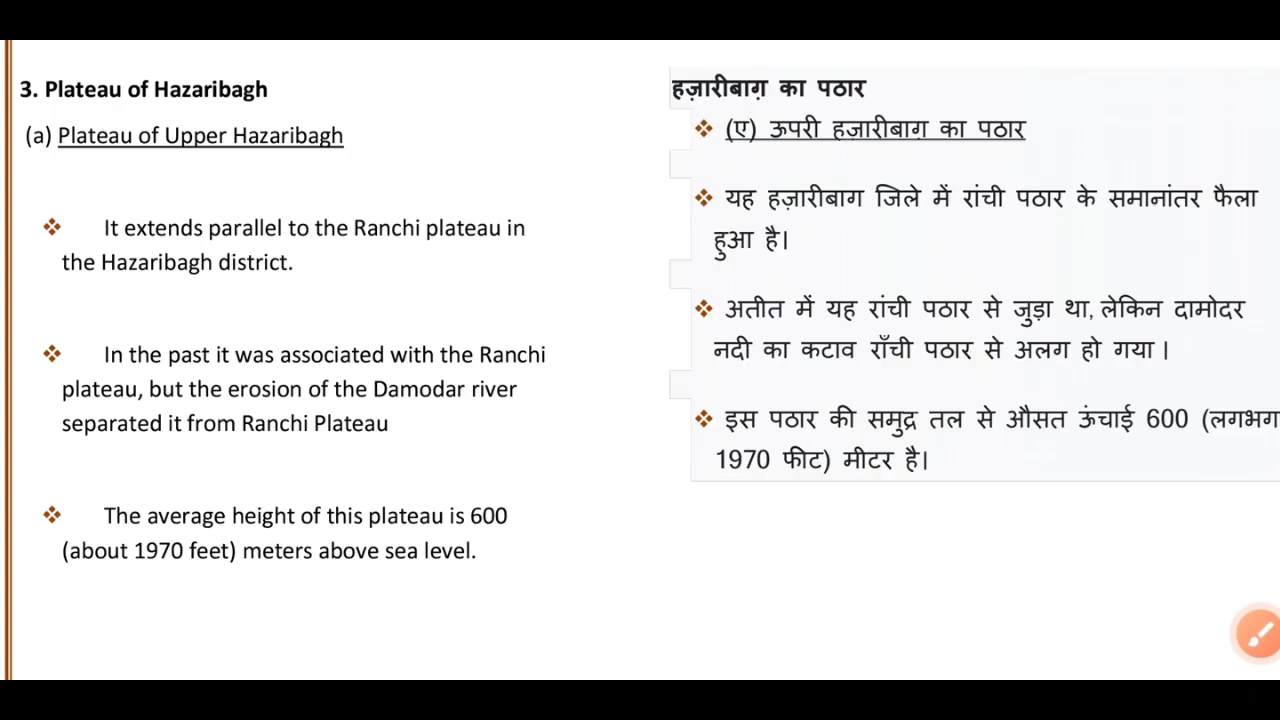 3. Plateau of Hazaribagh
(a) Plateau of Upper Hazaribagh
❖ It extends parallel to the Ranchi plateau in
the Hazaribagh district.
❖ In the past it was associated with the Ranchi
plateau, but the erosion of the Damodar river
separated it from Ranchi Plateau
❖ The average height of this plateau is 600
(about 1970 feet) meters above sea level.
हज़ारीबाग़ का पठार
❖ (ए) ऊपरी हजारीबाग़ का पठार
❖ यह हज़ारीबाग जिले में रांची पठार के समानांतर फैला
हुआ है।
❖ अतीत में यह रांची पठार से जुड़ा था, लेकिन दामोदर
नदी का कटाव राँची पठार से अलग हो गया ।
❖ इस पठार की समुद्र तल से औसत ऊंचाई 600 (लगभग
1970 फीट) मीटर है।